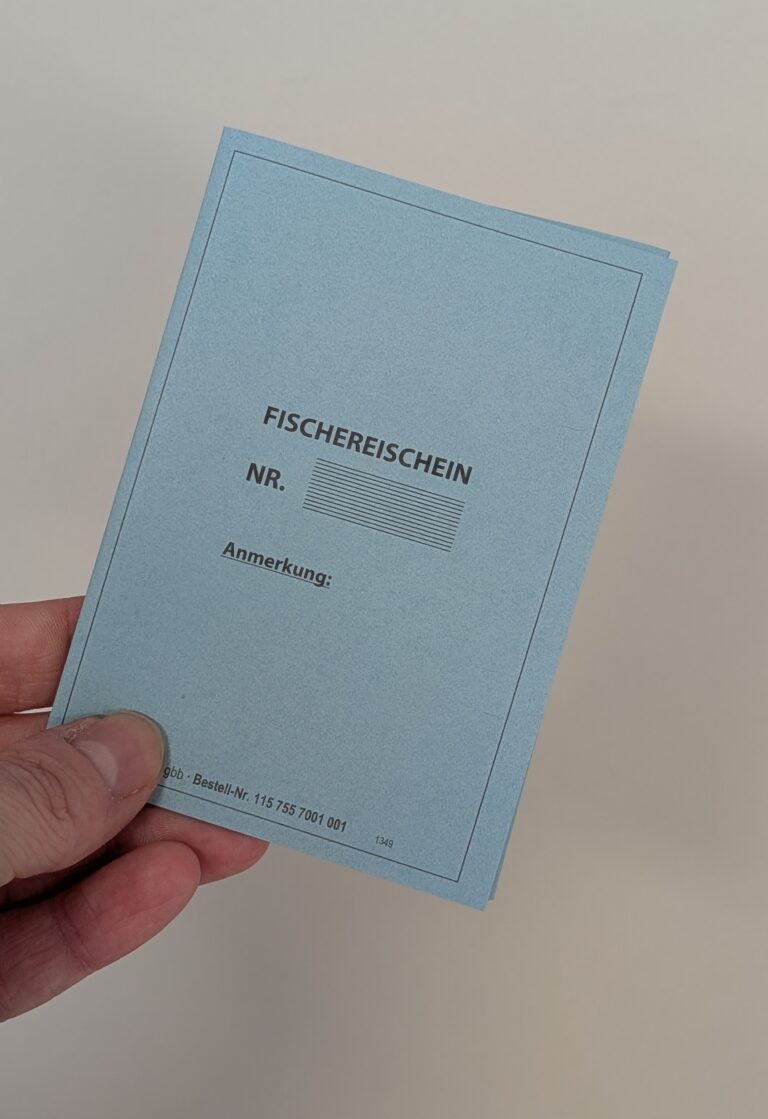 FISCHEREISCHEIN
NR.
Anmerkung:
gbb · Bestell-Nr. 115 755 7001 001
1349